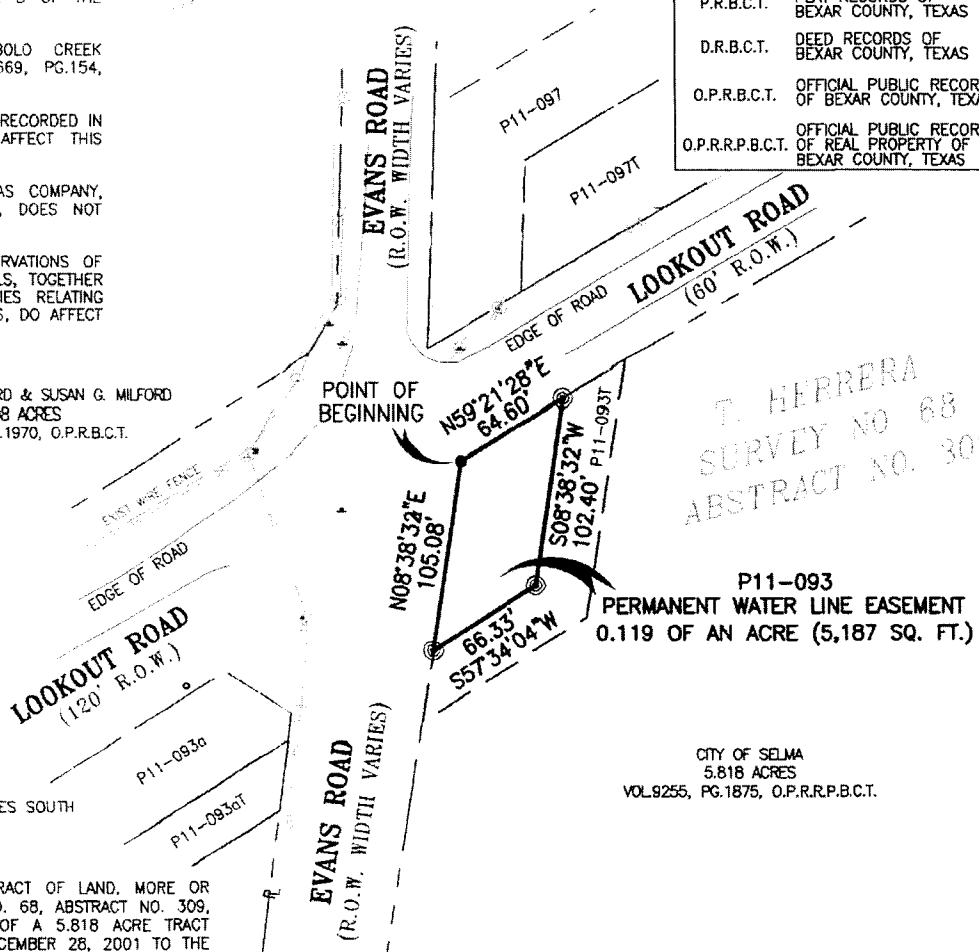 OF THE
BOLO CREEK
669, PG.154,
RECORDED IN
AFFECT THIS
AS COMPANY,
, DOES NOT
RVATIONS OF
LS, TOGETHER
IES RELATING
S, DO AFFECT
RD & SUSAN G. MILFORD
8 ACRES
.1970, O.P.R.B.C.T.
P.R.B.C.T.
BEXAR COUNTY, TEXAS
D.R.B.C.T. DEED RECORDS OF
BEXAR COUNTY, TEXAS
O.P.R.B.C.T. OFFICIAL PUBLIC RECOR
OF BEXAR COUNTY, TEXA
O.P.R.R.P.B.C.T. OFFICIAL PUBLIC RECOR
OF REAL PROPERTY OF
BEXAR COUNTY, TEXAS
EVANS ROAD
(R.O.W. WIDTH VARIES)
P11-097
P11-097T
LOOKOUT ROAD
(60' R.O.W.)
EDGE OF ROAD
POINT OF
BEGINNING
N59°21'28"E
64.60'
P11-093T
S08°38'32"W
102.40'
N08°38'32"E
105.08'
66.33'
S57°34'04"W
T. HERRERA
SURVEY NO 68
ABSTRACT NO. 30
P11-093
PERMANENT WATER LINE EASEMENT
0.119 OF AN ACRE (5,187 SQ. FT.)
EXIST WIRE FENCE
EDGE OF ROAD
LOOKOUT ROAD
(120' R.O.W.)
P11-093a
P11-093aT
EVANS ROAD
(R.O.W. WIDTH VARIES)
CITY OF SELMA
5.818 ACRES
VOL.9255, PG.1875, O.P.R.R.P.B.C.T.
ES SOUTH
RACT OF LAND, MORE OR
O. 68, ABSTRACT NO. 309,
OF A 5.818 ACRE TRACT
CEMBER 28, 2001 TO THE